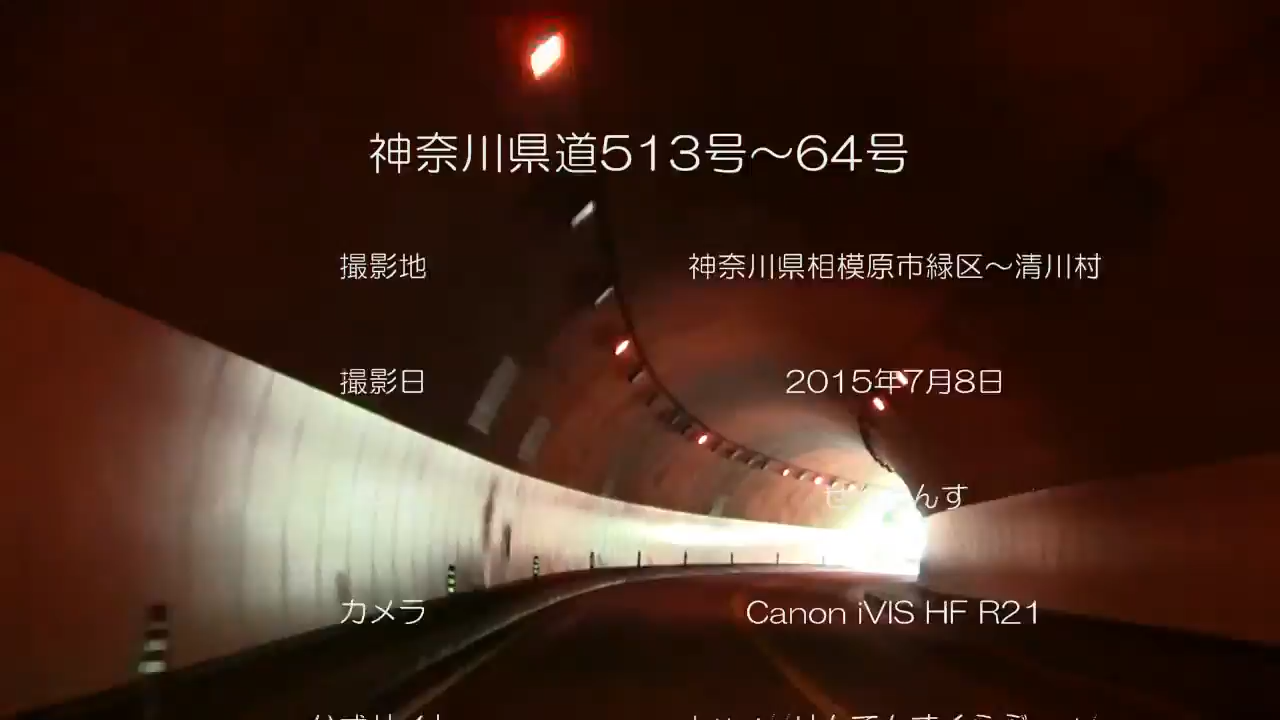 神奈川県道513号〜64号
撮影地 神奈川県相模原市緑区〜清川村
撮影日 2015年7月8日
カメラ Canon iVIS HF R21